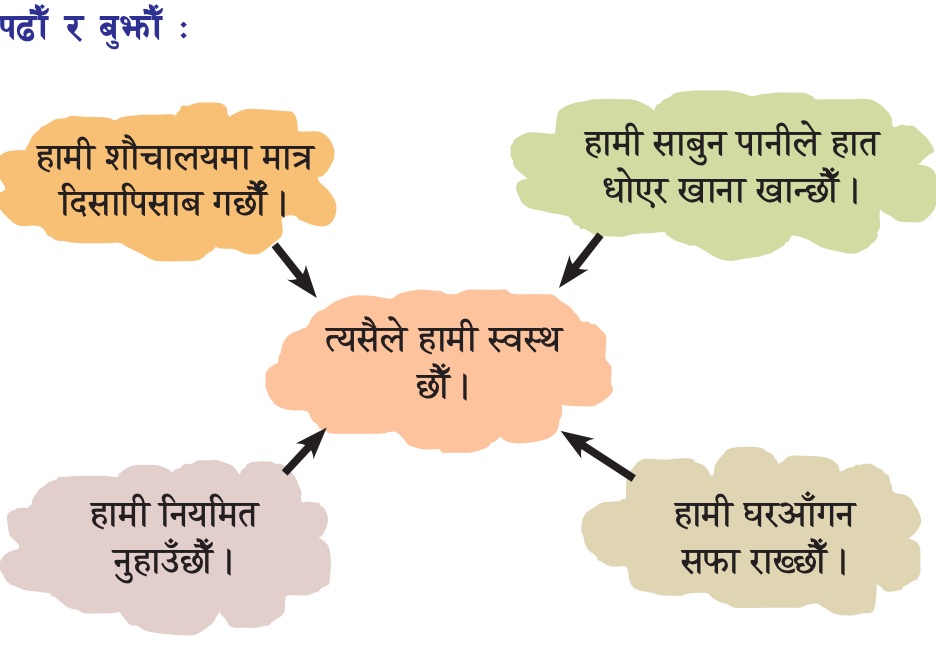 पढौँ र बुझौँ :
हामी शौचालयमा मात्र
दिसापिसाब गर्छौँ ।
हामी साबुन पानीले हात
धोएर खाना खान्छौँ ।
त्यसैले हामी स्वस्थ
छौँ ।
हामी नियमित
नुहाउँछौँ ।
हामी घरआँगन
सफा राख्छौँ ।